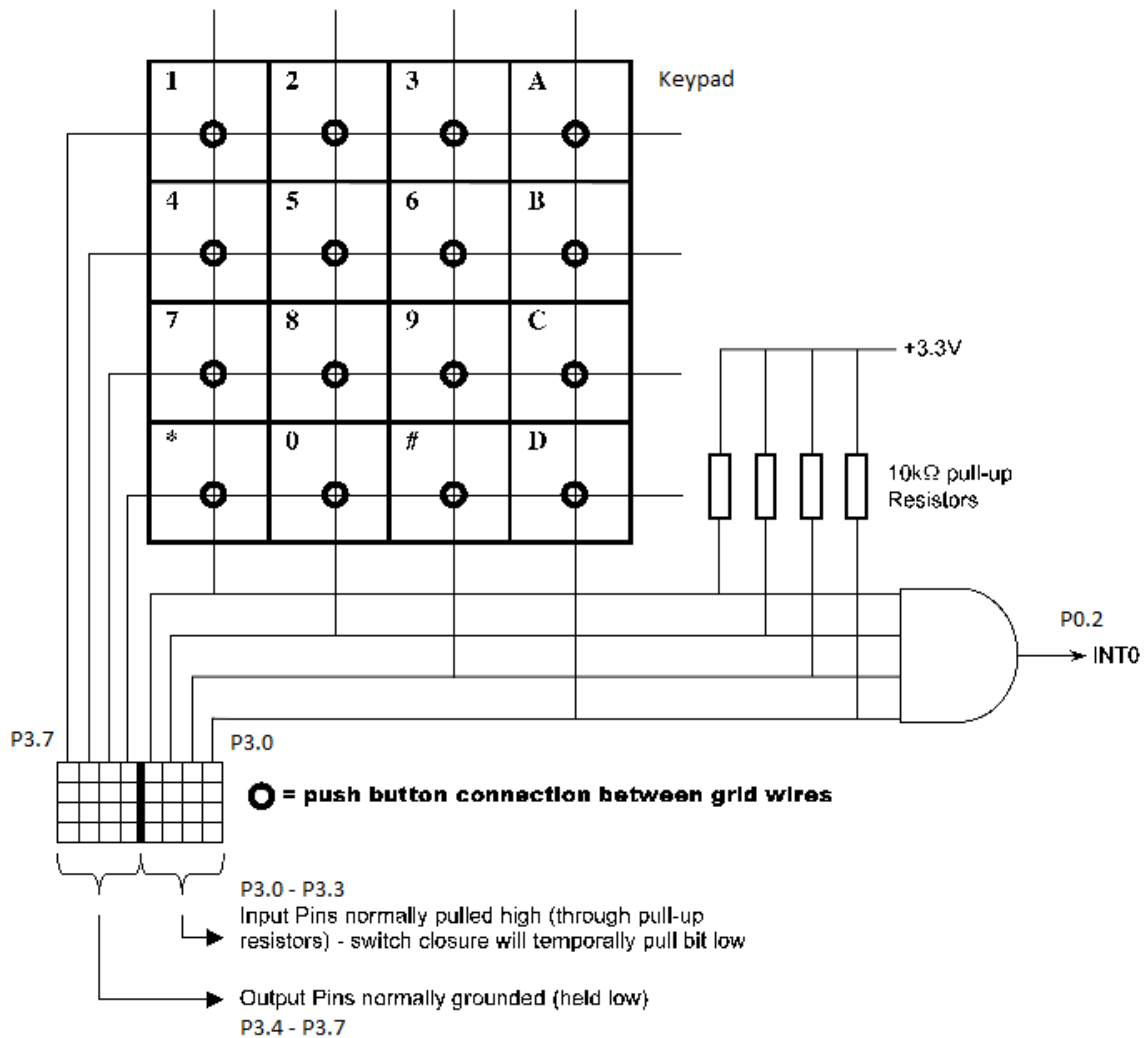 1 2 3 A
Keypad
4 5 6 B
7 8 9 C
+3.3V
* 0 # D
10kΩ pull-up
Resistors
P0.2
INT0
P3.7
P3.0
= push button connection between grid wires
P3.0 - P3.3
Input Pins normally pulled high (through pull-up
resistors) - switch closure will temporally pull bit low
Output Pins normally grounded (held low)
P3.4 - P3.7